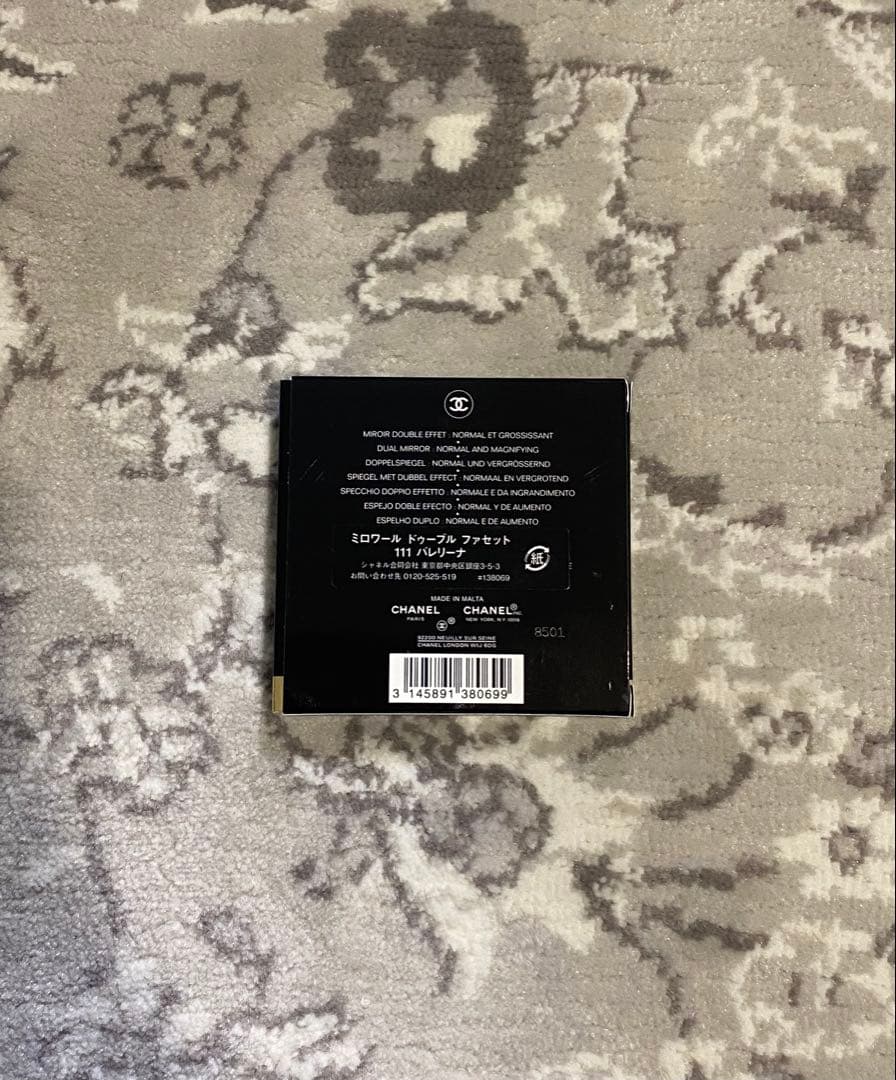 MIROIR DOUBLE EFFET : NORMAL ET GROSSISSANT
DUAL MIRROR : NORMAL AND MAGNIFYING
DOPPELSPIEGEL : NORMAL UND VERGRÖSSERND
SPIEGEL MET DUBBEL EFFECT : NORMAAL EN VERGROTEND
SPECCHIO DOPPIO EFFETTO : NORMALE E DA INGRANDIMENTO
ESPEJO DOBLE EFECTO : NORMAL Y DE AUMENTO
ESPELHO DUPLO : NORMAL E DE AUMENTO
ミロワール ドゥーブル ファセット
111 バレリーナ
紙
シャネル合同会社 東京都中央区銀座3-5-3
お問い合わせ先 0120-525-519 #138069
MADE IN MALTA
CHANEL CHANEL® INC.
PARIS NEW YORK, N.Y. 10019
®
8501
92200 NEUILLY SUR SEINE
CHANEL LONDON W1J 6DG
3 145891 380699